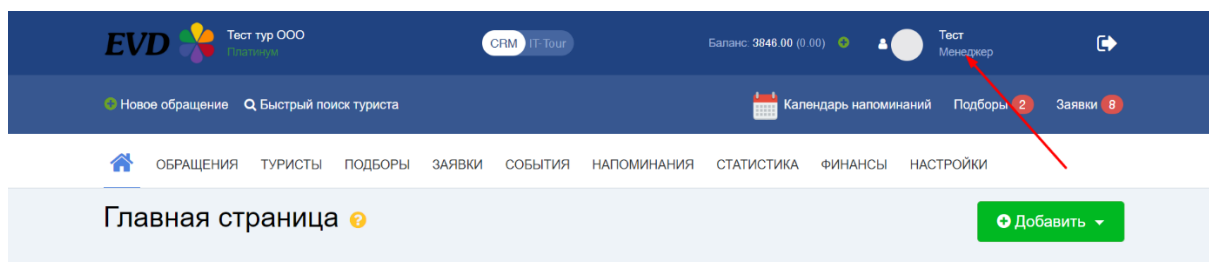 EVD Тест тур ООО Платинум CRM IT-Tour Баланс: 3846.00 (0.00) Тест Менеджер
Новое обращение Быстрый поиск туриста Календарь напоминаний Подборы 2 Заявки 8
ОБРАЩЕНИЯ ТУРИСТЫ ПОДБОРЫ ЗАЯВКИ СОБЫТИЯ НАПОМИНАНИЯ СТАТИСТИКА ФИНАНСЫ НАСТРОЙКИ
Главная страница ? Добавить